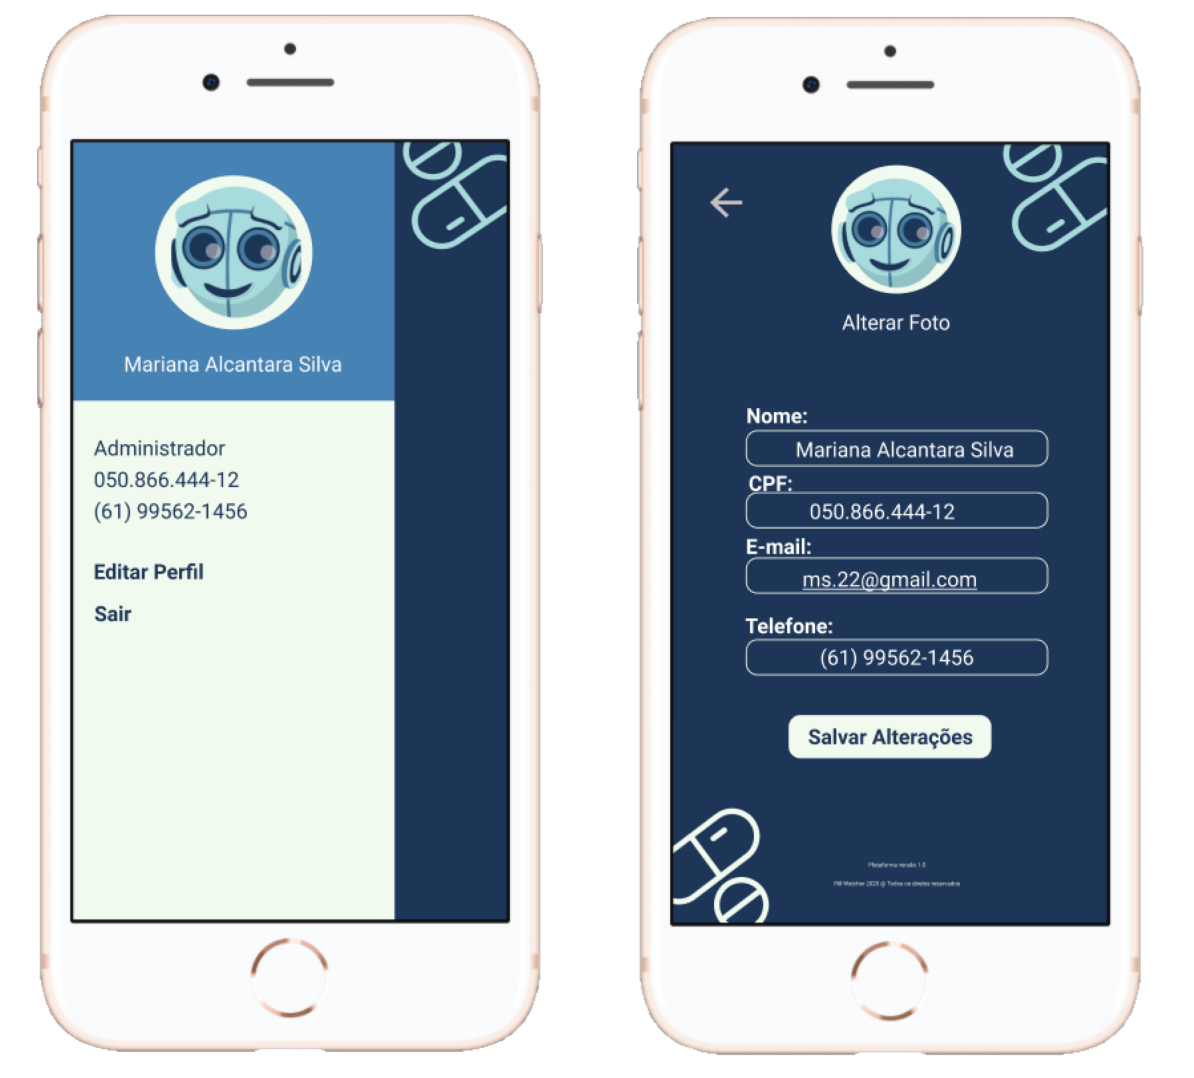 Mariana Alcantara Silva
Administrador
050.866.444-12
(61) 99562-1456
Editar Perfil
Sair
Alterar Foto
Nome:
Mariana Alcantara Silva
CPF:
050.866.444-12
E-mail:
ms.22@gmail.com
Telefone:
(61) 99562-1456
Salvar Alterações
Plataforma versão 1.0
Pill Watcher 2020 @ Todos os direitos reservados